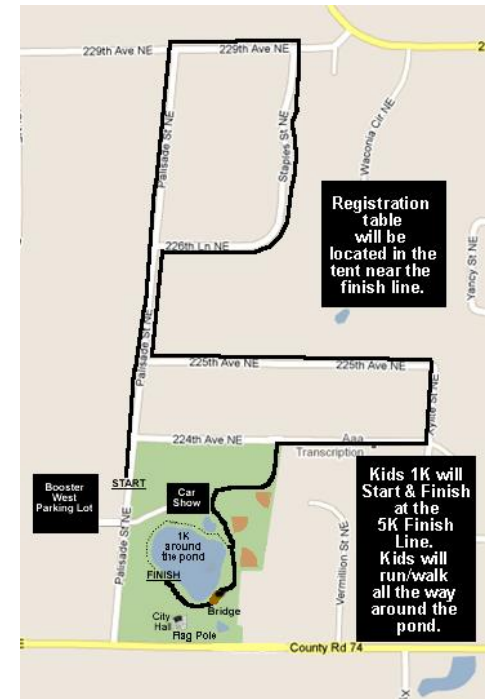 229th Ave NE
229th Ave NE
2
Palisade St NE
Staples St NE
Waconia Cir NE
Registration
table
will be
located in the
tent near the
finish line.
Yancy St NE
226th Ln NE
Palisade St NE
225th Ave NE
225th Ave NE
Xylite St NE
224th Ave NE
Aaa
Transcription
Booster
West
Parking Lot
START
Car
Show
Kids 1K will
Start & Finish
at the
5K Finish
Line.
Kids will
run/walk
all the way
around the
pond.
Palisade St NE
1K
around
the pond
FINISH
Vermillion St NE
City
Hall
Bridge
Flag Pole
E
County Rd 74